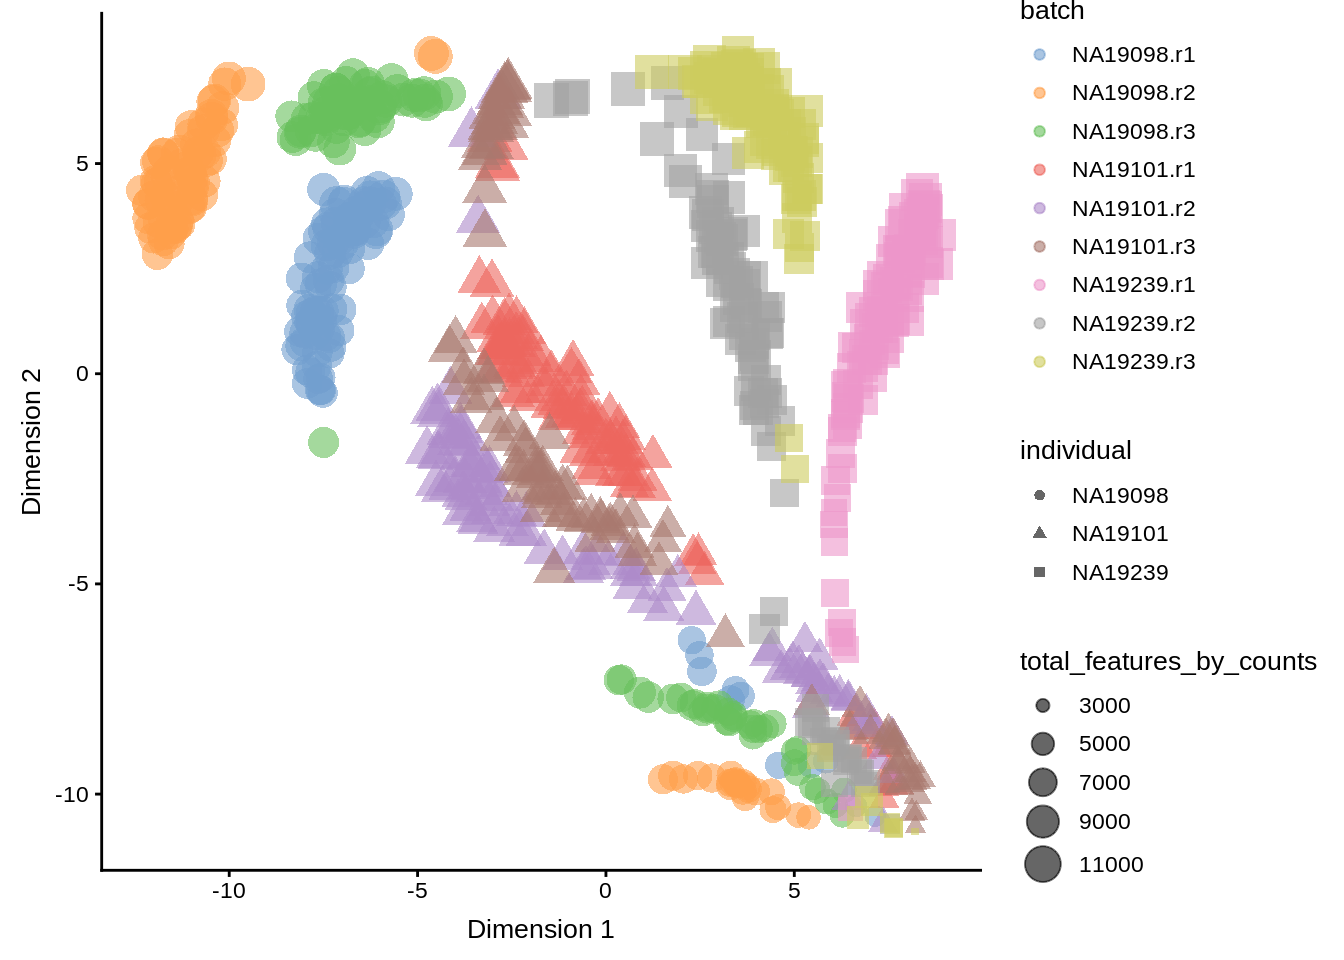 batch
NA19098.r1
NA19098.r2
NA19098.r3
NA19101.r1
NA19101.r2
NA19101.r3
NA19239.r1
NA19239.r2
NA19239.r3
individual
NA19098
NA19101
NA19239
total_features_by_counts
3000
5000
7000
9000
11000
5
0
-5
-10
Dimension 2
-10
-5
0
5
Dimension 1